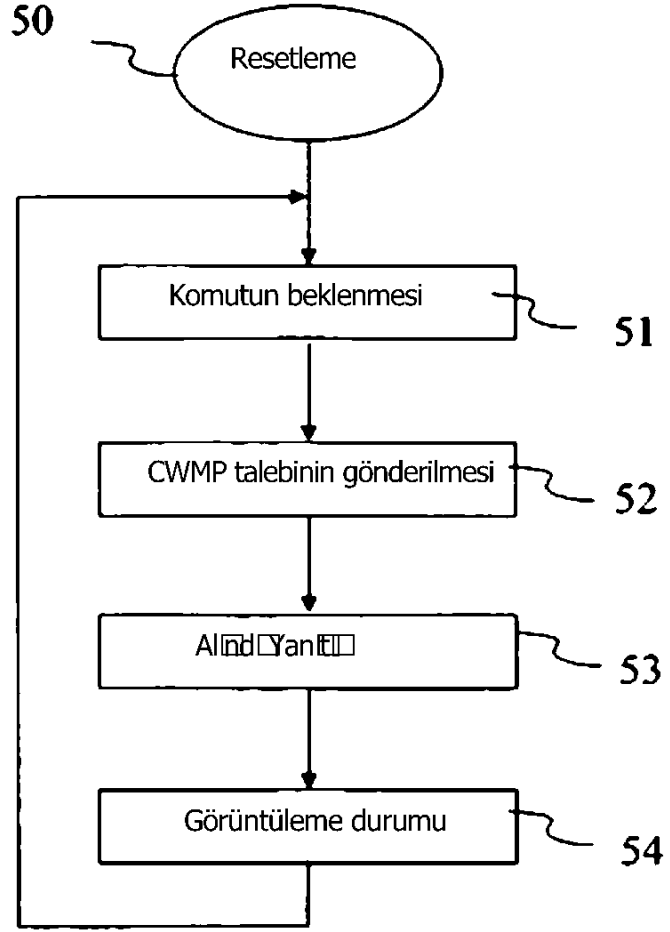 50
Resetleme
Komutun beklenmesi
51
CWMP talebinin gönderilmesi
52
53
Görüntüleme durumu
54